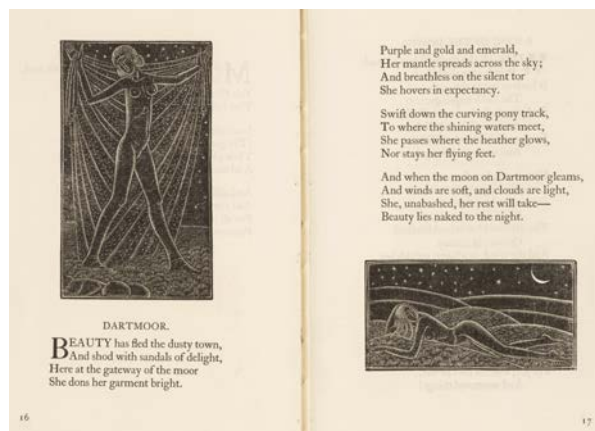 DARTMOOR.
BEAUTY has fled the dusty town,
And shod with sandals of delight,
Here at the gateway of the moor
She dons her garment bright.
16
Purple and gold and emerald,
Her mantle spreads across the sky;
And breathless on the silent tor
She hovers in expectancy.
Swift down the curving pony track,
To where the shining waters meet,
She passes where the heather glows,
Nor stays her flying feet.
And when the moon on Dartmoor gleams,
And winds are soft, and clouds are light,
She, unabashed, her rest will take—
Beauty lies naked to the night.
17